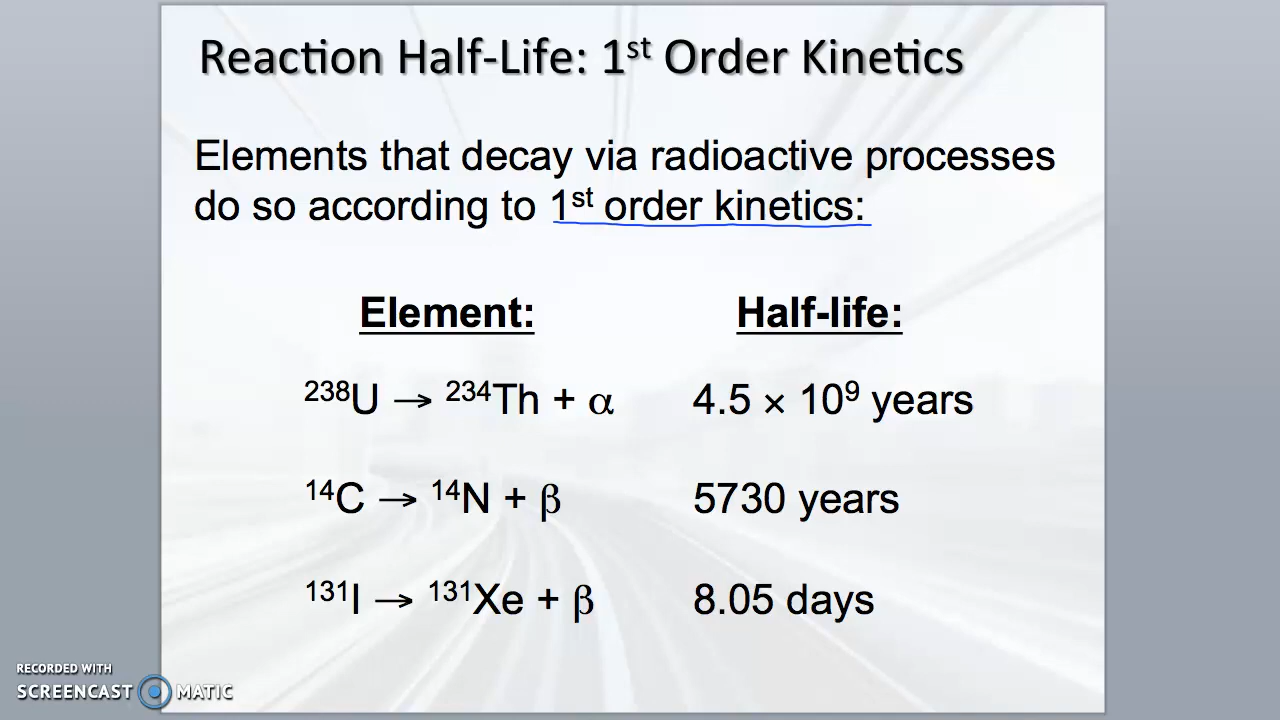 Reaction Half-Life: 1st Order Kinetics
Elements that decay via radioactive processes
do so according to 1st order kinetics:
Element: Half-life:
²³⁸U → ²³⁴Th + α 4.5 × 10⁹ years
¹⁴C → ¹⁴N + β 5730 years
¹³¹I → ¹³¹Xe + β 8.05 days
RECORDED WITH
SCREENCAST MATIC